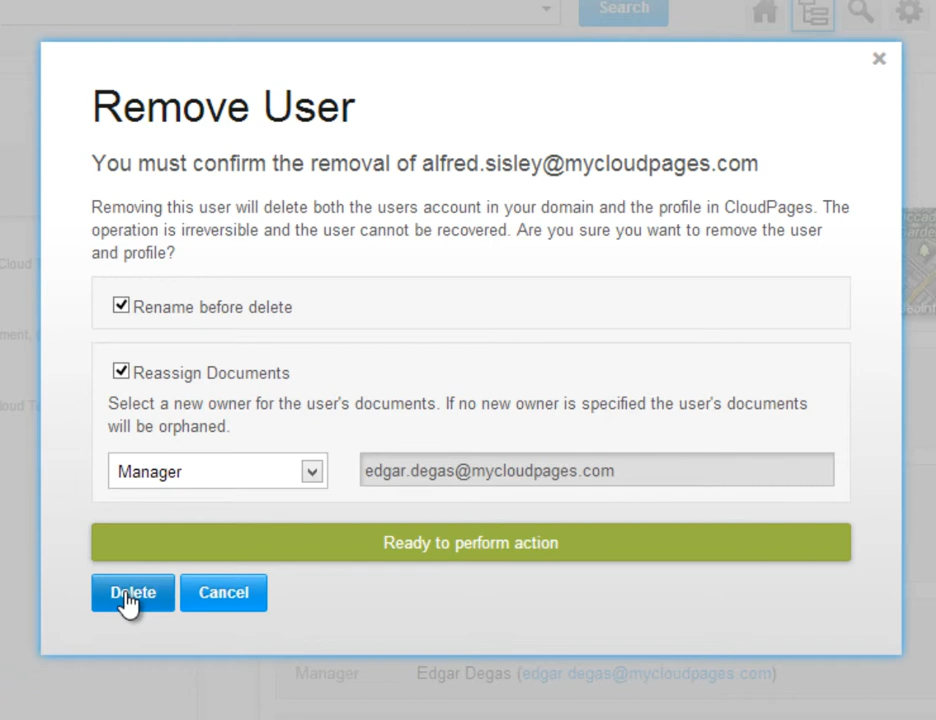 Search
Remove User
You must confirm the removal of alfred.sisley@mycloudpages.com
Removing this user will delete both the users account in your domain and the profile in CloudPages. The
operation is irreversible and the user cannot be recovered. Are you sure you want to remove the user
and profile?
Cloud
Rename before delete
ment,
Reassign Documents
Select a new owner for the user's documents. If no new owner is specified the user's documents
will be orphaned.
loud
Manager
edgar.degas@mycloudpages.com
Ready to perform action
Delete Cancel
Manager Edgar Degas (edgar.degas@mycloudpages.com)